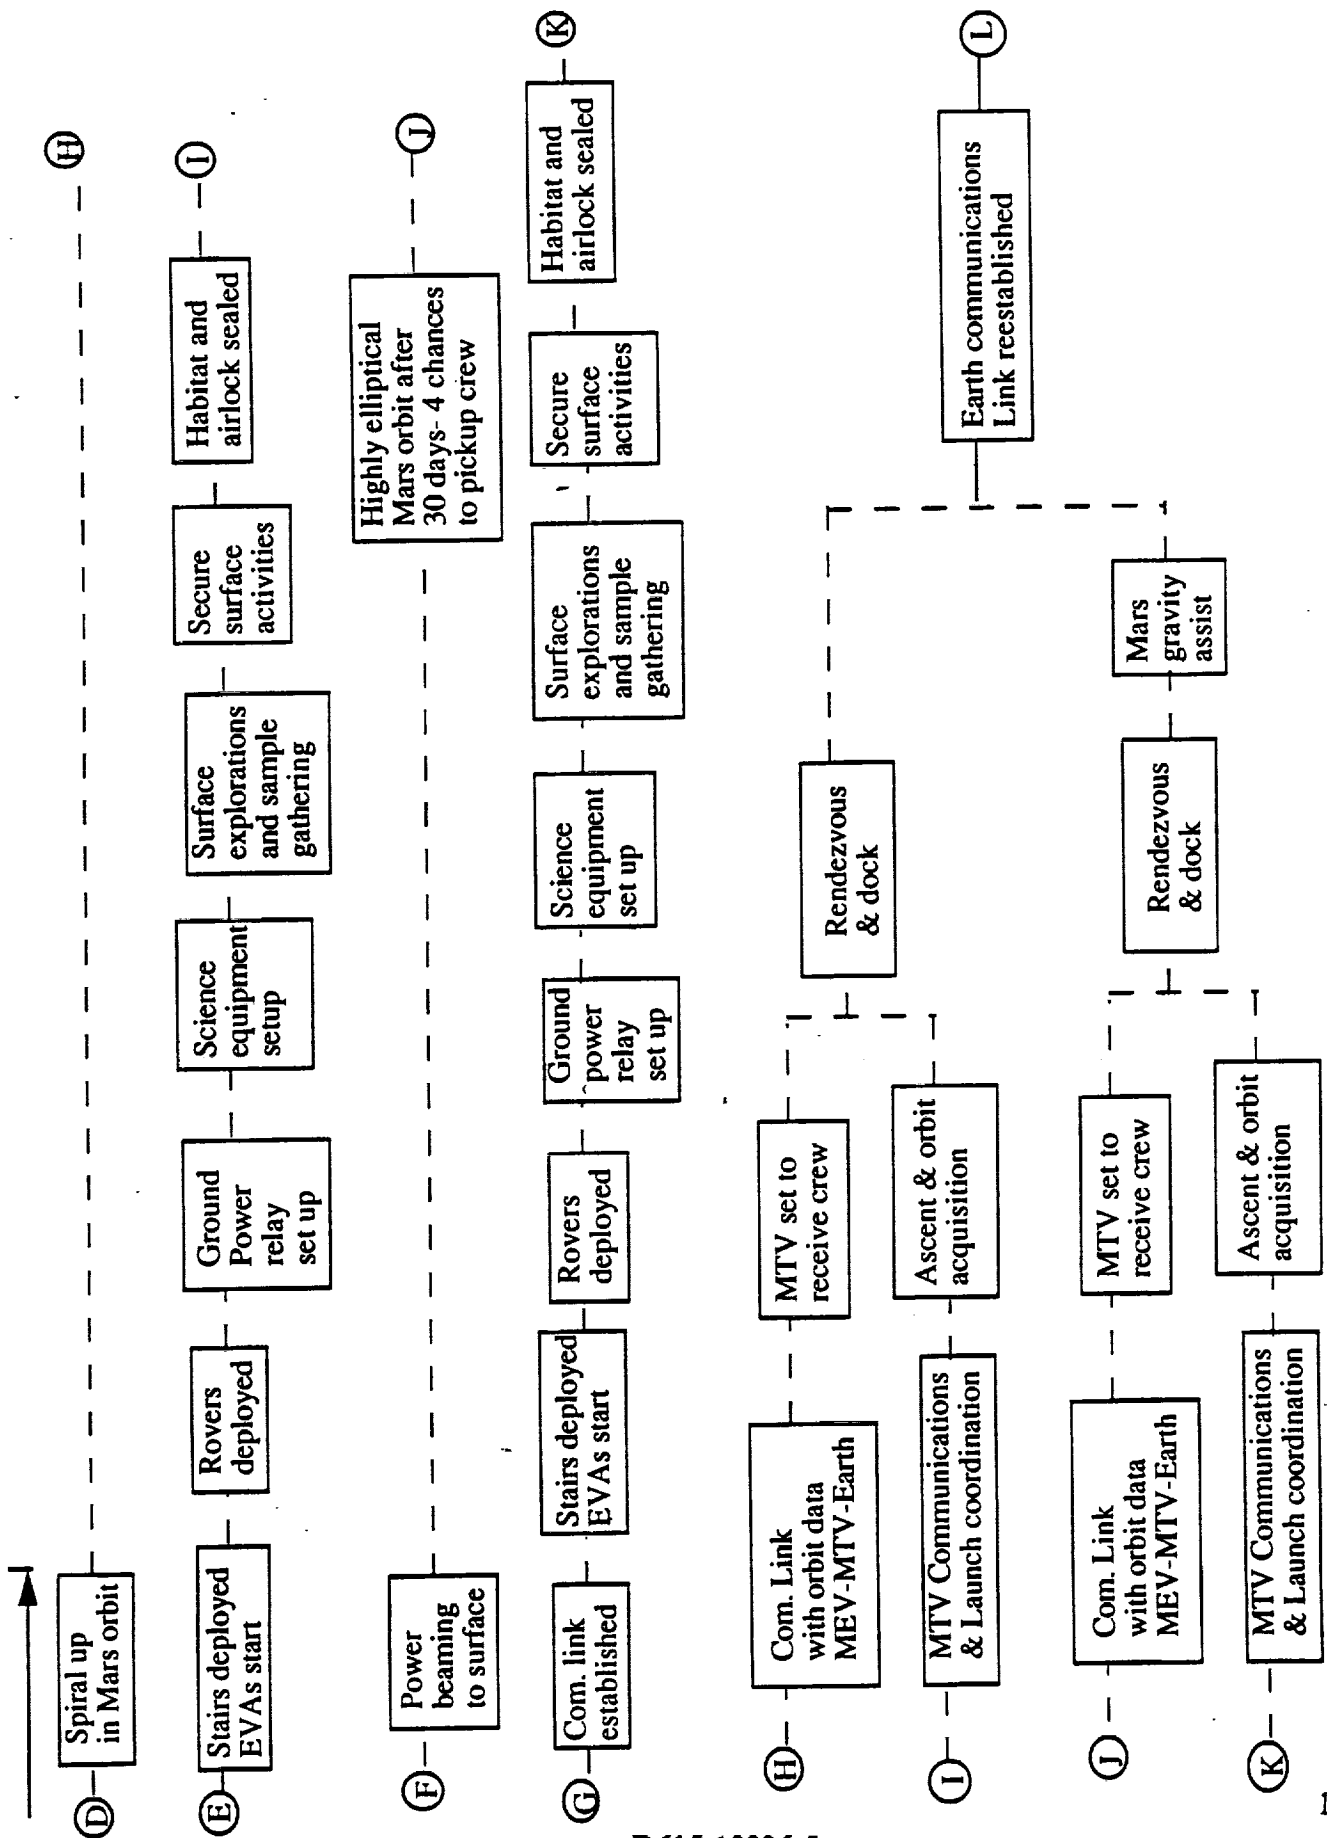 D
Spiral up
in Mars orbit
H
E
Stairs deployed
EVAs start
Rovers
deployed
Ground
Power
relay
set up
Science
equipment
setup
Surface
explorations
and sample
gathering
Secure
surface
activities
Habitat and
airlock sealed
I
F
Power
beaming
to surface
Highly elliptical
Mars orbit after
30 days- 4 chances
to pickup crew
J
G
Com. link
established
Stairs deployed
EVAs start
Rovers
deployed
Ground
power
relay
set up
Science
equipment
set up
Surface
explorations
and sample
gathering
Secure
surface
activities
Habitat and
airlock sealed
K
H
Com. Link
with orbit data
MEV-MTV-Earth
MTV set to
receive crew
I
MTV Communications
& Launch coordination
Ascent & orbit
acquisition
Rendezvous
& dock
J
Com. Link
with orbit data
MEV-MTV-Earth
MTV set to
receive crew
K
MTV Communications
& Launch coordination
Ascent & orbit
acquisition
Rendezvous
& dock
Mars
gravity
assist
Earth communications
Link reestablished
L
1